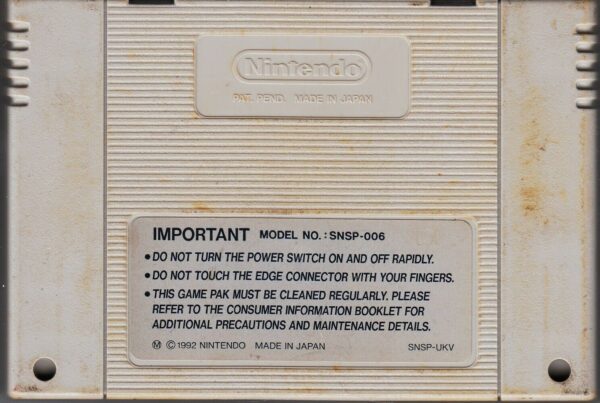 Nintendo
PAT. PEND. MADE IN JAPAN
IMPORTANT MODEL NO.: SNSP-006
• DO NOT TURN THE POWER SWITCH ON AND OFF RAPIDLY.
• DO NOT TOUCH THE EDGE CONNECTOR WITH YOUR FINGERS.
• THIS GAME PAK MUST BE CLEANED REGULARLY. PLEASE
REFER TO THE CONSUMER INFORMATION BOOKLET FOR
ADDITIONAL PRECAUTIONS AND MAINTENANCE DETAILS.
Ⓜ ©1992 NINTENDO MADE IN JAPAN SNSP-UKV